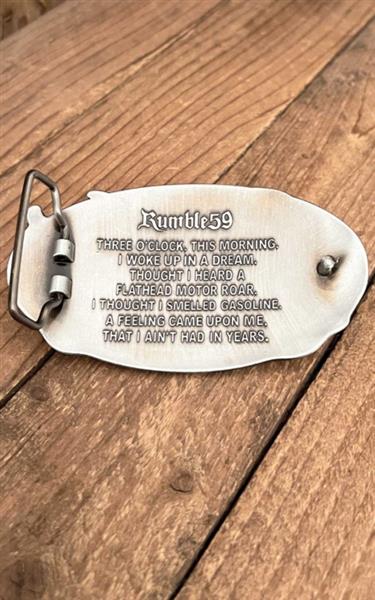 Rumble59
THREE O'CLOCK, THIS MORNING.
I WOKE UP IN A DREAM.
THOUGHT I HEARD A
FLATHEAD MOTOR ROAR.
I THOUGHT I SMELLED GASOLINE.
A FEELING CAME UPON ME,
THAT I AIN'T HAD IN YEARS.